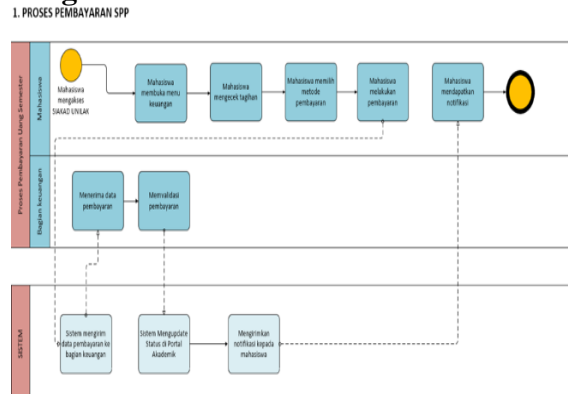 1. PROSES PEMBAYARAN SPP
Proses Pembayaran Uang Semester
Mahasiswa
Mahasiswa
mengakses
SIAKAD UNILAK
Mahasiswa
membuka menu
keuangan
Mahasiswa
mengecek tagihan
Mahasiswa memilih
metode
pembayaran
Mahasiswa
melakukan
pembayaran
Mahasiswa
mendapatkan
notifikasi
Bagian keuangan
Menerima data
pembayaran
Memvalidasi
pembayaran
SISTEM
Sistem mengirim
data pembayaran ke
bagian keuangan
Sistem Mengupdate
Status di Portal
Akademik
Mengirimkan
notifikasi kepada
mahasiswa